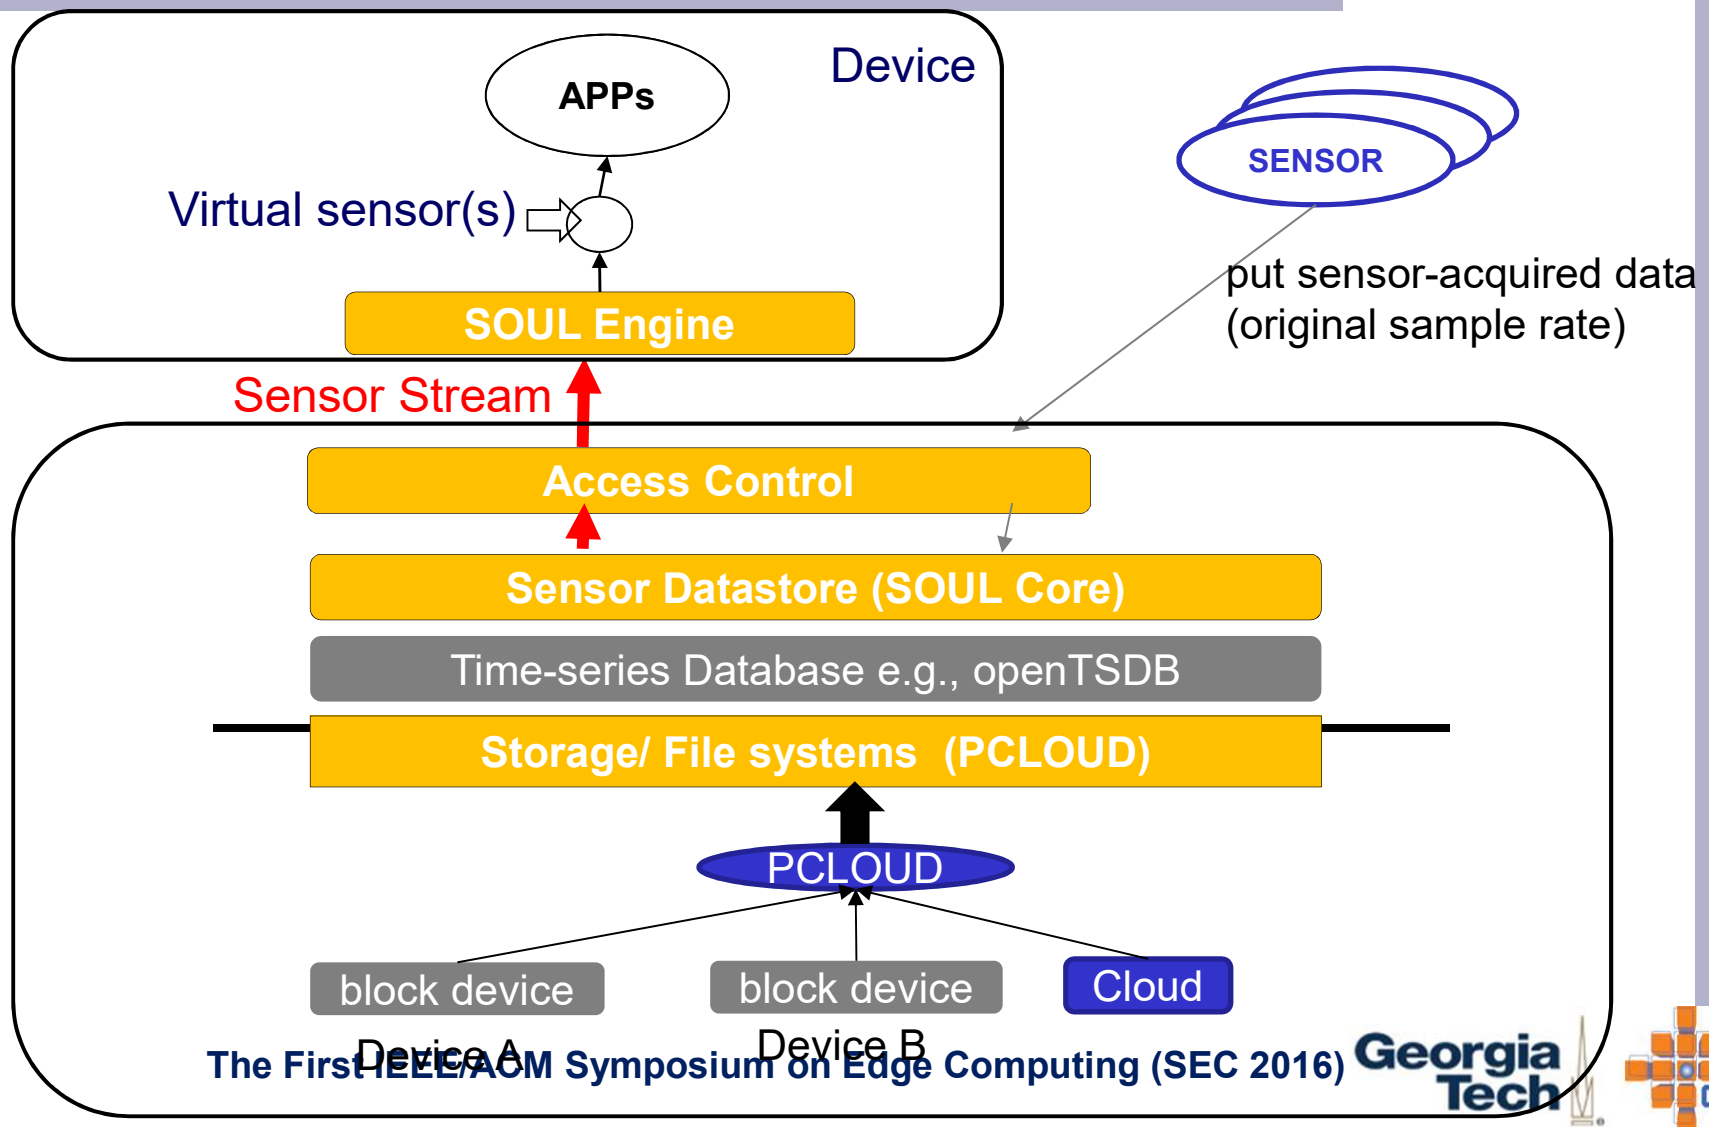 Device
APPs
SENSOR
Virtual sensor(s)
put sensor-acquired data
(original sample rate)
SOUL Engine
Sensor Stream
Access Control
Sensor Datastore (SOUL Core)
Time-series Database e.g., openTSDB
Storage/ File systems (PCLOUD)
PCLOUD
block device
block device
Cloud
Device A
Device B
The First IEEE/ACM Symposium on Edge Computing (SEC 2016)
Georgia
Tech